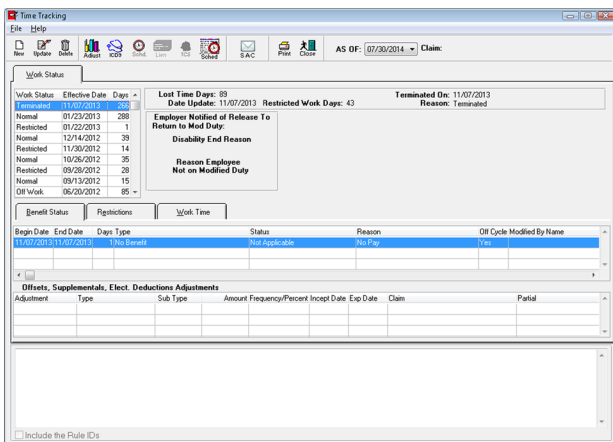 Time Tracking
File Help
New Update Delete Adjust ICD9 Sched. Lien ICS Sched SAC Print Close AS OF: 07/30/2014 Claim:
Work Status
Work Status Effective Date Days
Terminated 11/07/2013 266
Normal 01/23/2013 288
Restricted 01/22/2013 1
Normal 12/14/2012 39
Restricted 11/30/2012 14
Normal 10/26/2012 35
Restricted 09/28/2012 28
Normal 09/13/2012 15
Off Work 06/20/2012 85
Lost Time Days: 89 Terminated On: 11/07/2013
Date Update: 11/07/2013 Restricted Work Days: 43 Reason: Terminated
Employer Notified of Release To
Return to Mod Duty:
Disability End Reason
Reason Employee
Not on Modified Duty
Benefit Status Restrictions Work Time
Begin Date End Date Days Type Status Reason Off Cycle Modified By Name
11/07/2013 11/07/2013 1 No Benefit Not Applicable No Pay Yes
Offsets, Supplementals, Elect. Deductions Adjustments
Adjustment Type Sub Type Amount Frequency/Percent Incept Date Exp Date Claim Partial
Include the Rule IDs